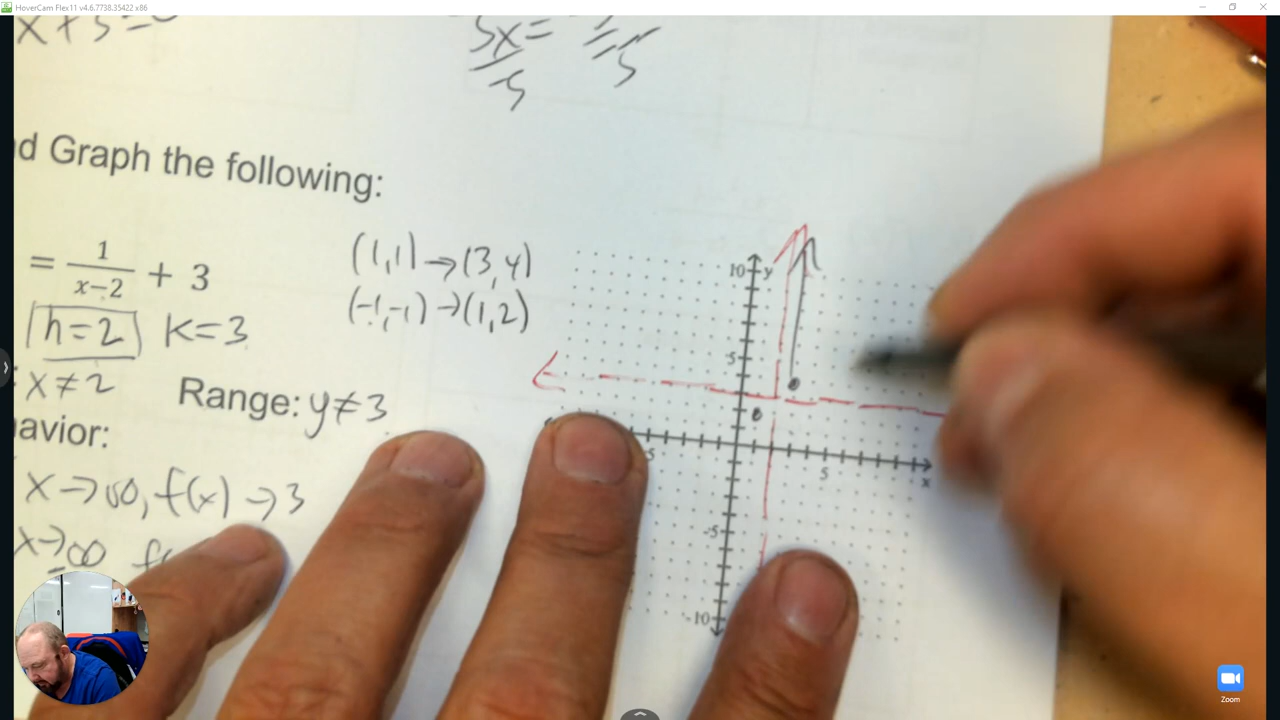 HoverCam Flex11 v4.6.7738.35422 x86
5x =
5
5
d Graph the following:
= 1/(x-2) + 3
(1,1) → (3,4)
(-1,-1) → (1,2)
h=2 K=3
x ≠ 2 Range: y≠3
avior:
x → ∞, f(x) → 3
10 y
5
5
x
-5
-10
Zoom